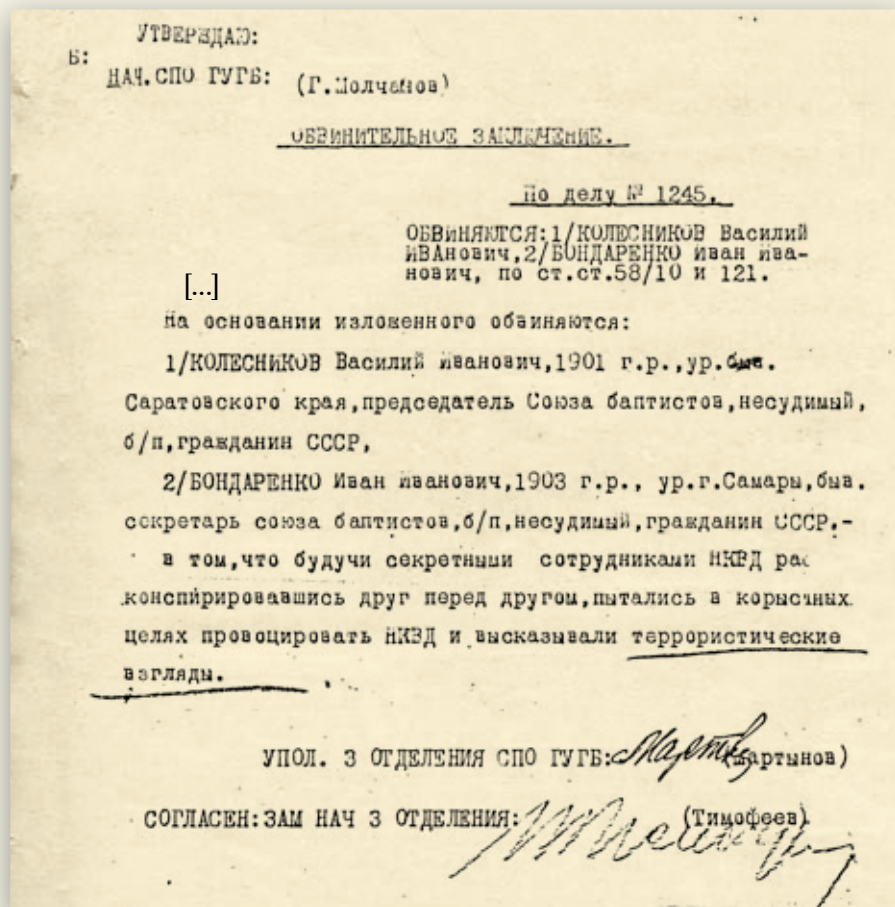 УТВЕРЖДАЮ:
Б:
НАЧ.СПО ГУГБ: (Г.Молчанов)
ОБВИНИТЕЛЬНОЕ ЗАКЛЮЧЕНИЕ.
По делу № 1245.
ОБВИНЯЮТСЯ:1/КОЛЕСНИКОВ Василий
ИВАнович,2/БОНДАРЕНКО Иван Ива-
нович, по ст.ст.58/10 и 121.
[...]
На основании изложенного обвиняются:
1/КОЛЕСНИКОВ Василий Иванович,1901 г.р.,ур.быв.
Саратовского края,председатель Союза баптистов,несудимый,
б/п,гражданин СССР,
2/БОНДАРЕНКО Иван Иванович,1903 г.р., ур.г.Самары,быв.
секретарь союза баптистов,б/п,несудимый,гражданин СССР.-
в том,что будучи секретными сотрудниками НКВД рас
конспирировавшись друг перед другом,пытались в корыстных
целях провоцировать НКВД и высказывали террористические
взгляды.
УПОЛ. 3 ОТДЕЛЕНИЯ СПО ГУГБ: (Мартынов)
СОГЛАСЕН:ЗАМ НАЧ 3 ОТДЕЛЕНИЯ: (Тимофеев)